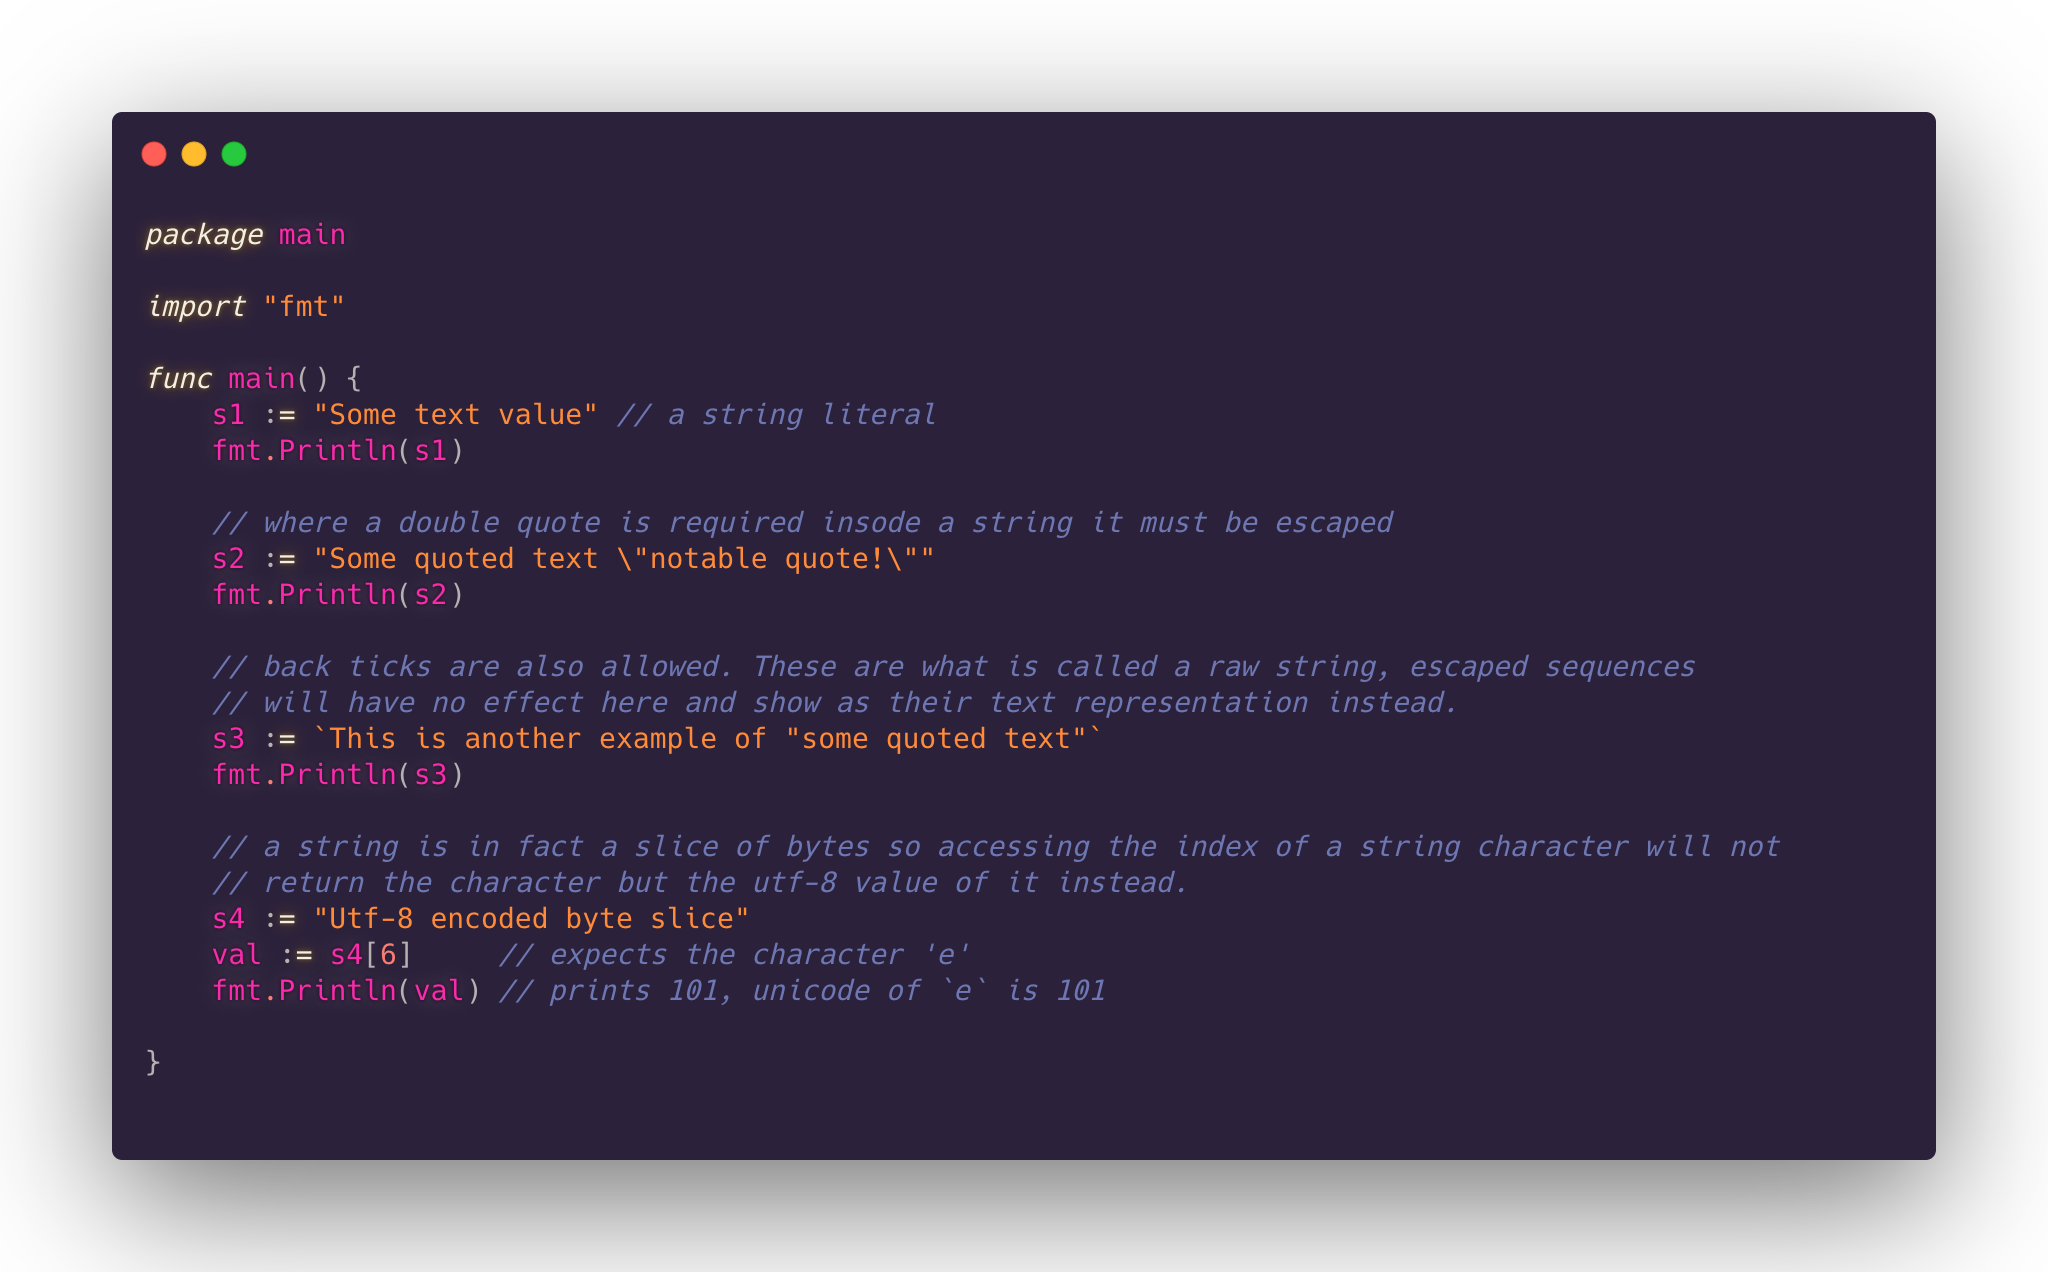 package main

import "fmt"

func main() {
    s1 := "Some text value" // a string literal
    fmt.Println(s1)

    // where a double quote is required insode a string it must be escaped
    s2 := "Some quoted text \"notable quote!\""
    fmt.Println(s2)

    // back ticks are also allowed. These are what is called a raw string, escaped sequences
    // will have no effect here and show as their text representation instead.
    s3 := `This is another example of "some quoted text"`
    fmt.Println(s3)

    // a string is in fact a slice of bytes so accessing the index of a string character will not
    // return the character but the utf-8 value of it instead.
    s4 := "Utf-8 encoded byte slice"
    val := s4[6]     // expects the character 'e'
    fmt.Println(val) // prints 101, unicode of `e` is 101

}